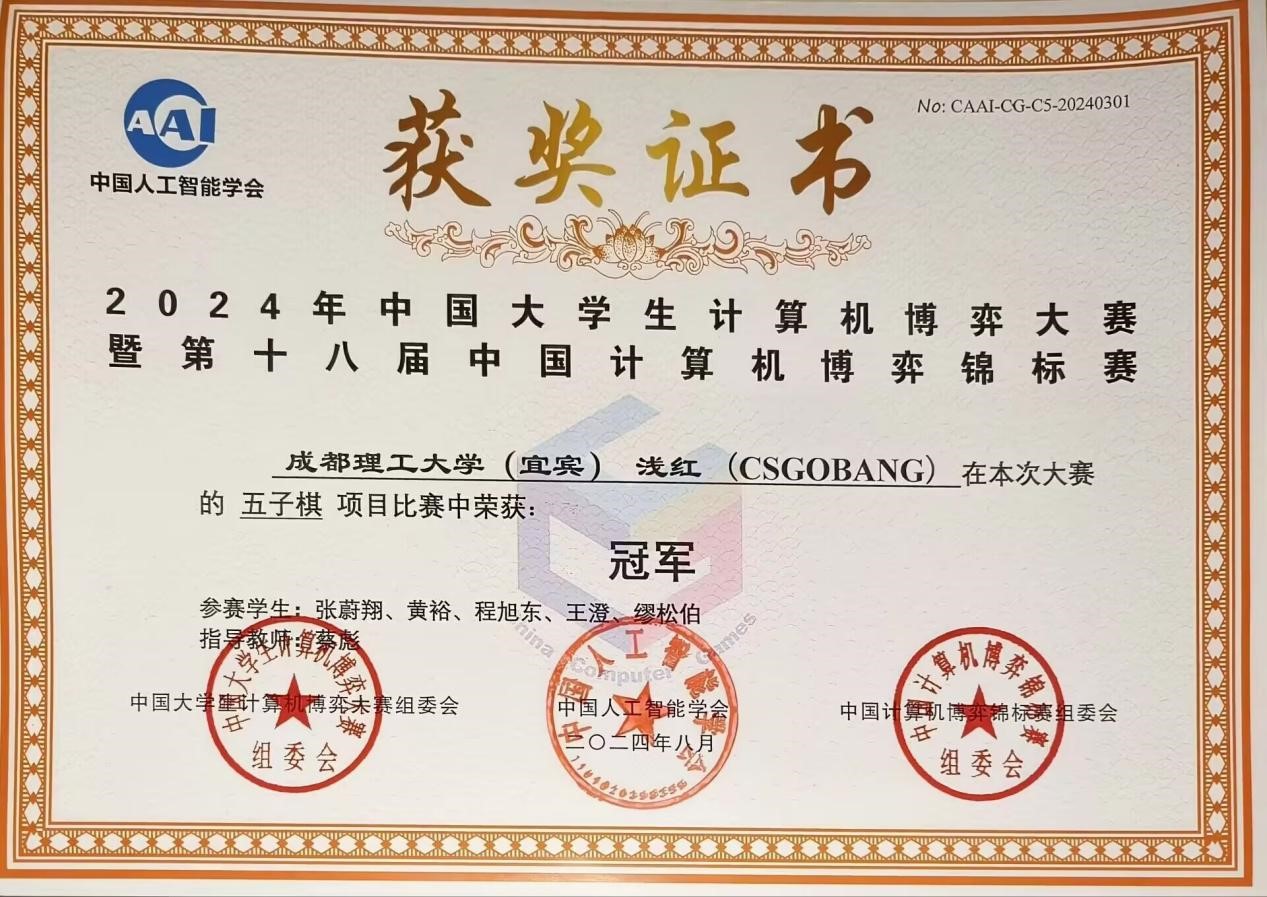 AAI
中国人工智能学会
No: CAAI-CG-C5-20240301
获奖证书
2024年中国大学生计算机博弈大赛
暨第十八届中国计算机博弈锦标赛
成都理工大学（宜宾） 浅红（CSGOBANG）在本次大赛
的 五子棋 项目比赛中荣获：
冠军
参赛学生：张蔚翔、黄裕、程旭东、王澄、缪松伯
指导教师：蔡彪
China Computer Games
中国大学生计算机博弈大赛组委会
中国人工智能学会
中国计算机博弈锦标赛组委会
二〇二四年八月
中国大学生计算机博弈大赛
组委会
中国人工智能学会
中国计算机博弈锦标赛
组委会